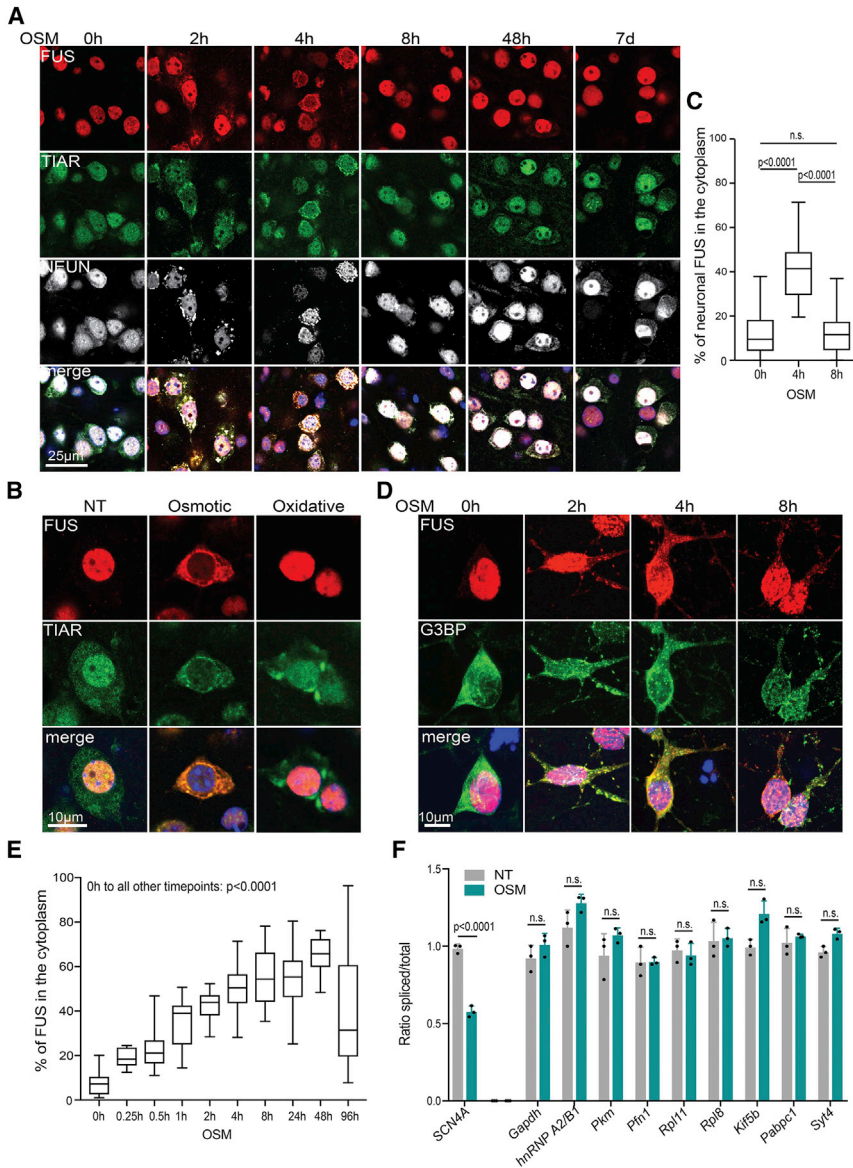 A
OSM 0h 2h 4h 8h 48h 7d
FUS
TIAR
NEUN
merge
25µm
C
% of neuronal FUS in the cytoplasm
100
80
60
40
20
0
n.s.
p<0.0001
p<0.0001
0h 4h 8h
OSM
B
NT Osmotic Oxidative
FUS
TIAR
merge
10µm
D
OSM 0h 2h 4h 8h
FUS
G3BP
merge
10µm
E
% of FUS in the cytoplasm
100
80
60
40
20
0
0h to all other timepoints: p<0.0001
0h 0.25h 0.5h 1h 2h 4h 8h 24h 48h 96h
OSM
F
Ratio spliced/total
1.5
1.0
0.5
0.0
NT
OSM
p<0.0001
n.s. n.s. n.s. n.s. n.s. n.s. n.s. n.s. n.s.
SCN4A Gapdh hnRNP A2/B1 Pkm Pfn1 Rpl11 Rpl8 Kif5b Pabpc1 Syt4